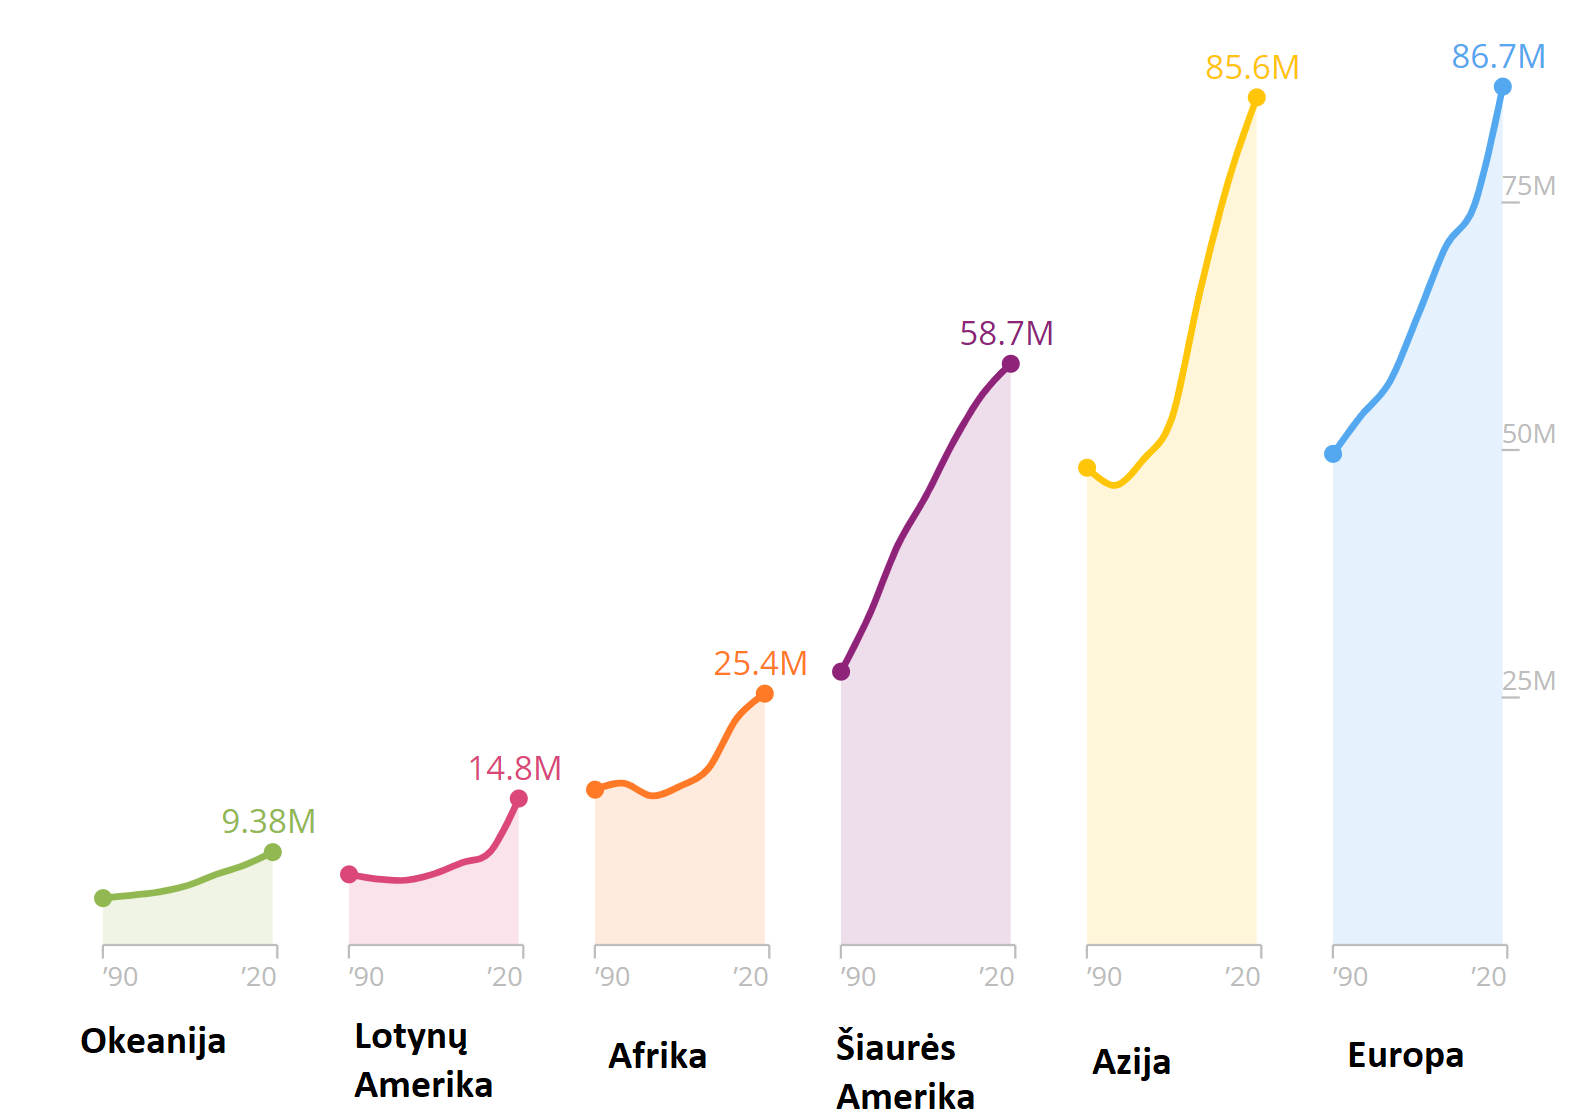 9.38M
14.8M
25.4M
58.7M
85.6M
86.7M
75M
50M
25M
'90 '20
'90 '20
'90 '20
'90 '20
'90 '20
'90 '20
Okeanija
Lotynų
Amerika
Afrika
Šiaurės
Amerika
Azija
Europa